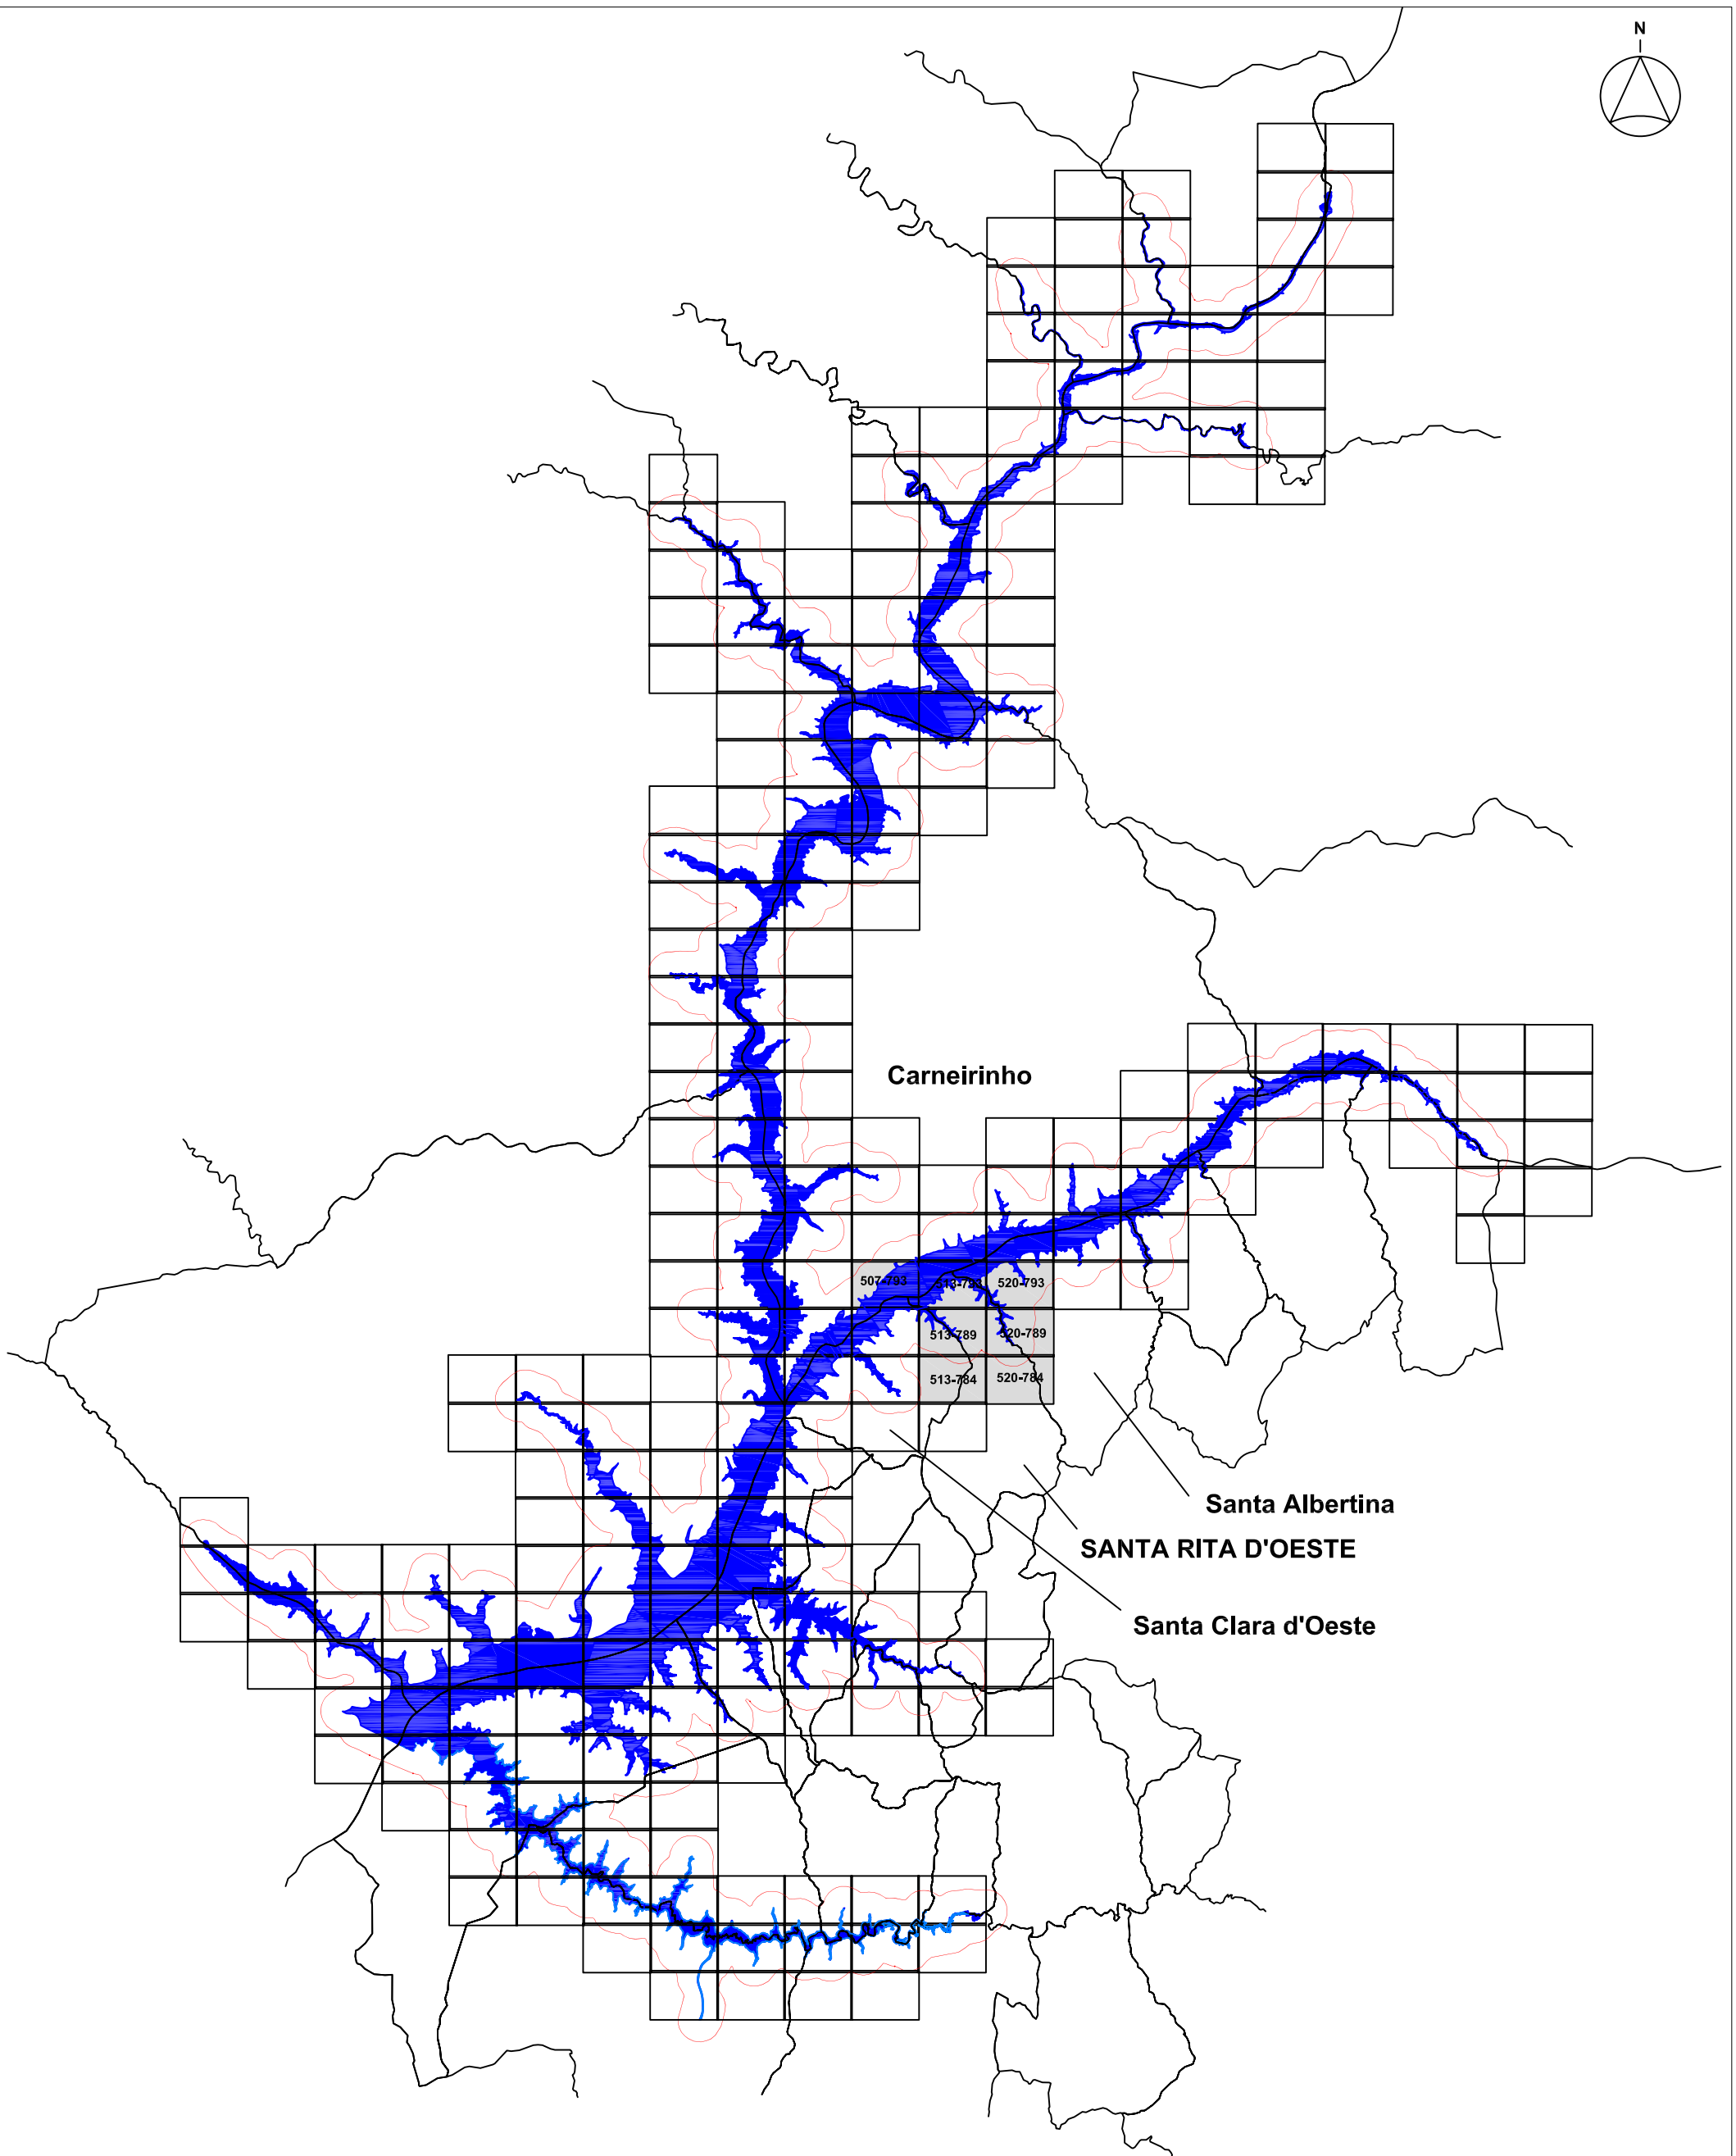 N
Carneirinho
507-793 513-793 520-793
513-789 520-789
513-784 520-784
Santa Albertina
SANTA RITA D'OESTE
Santa Clara d'Oeste